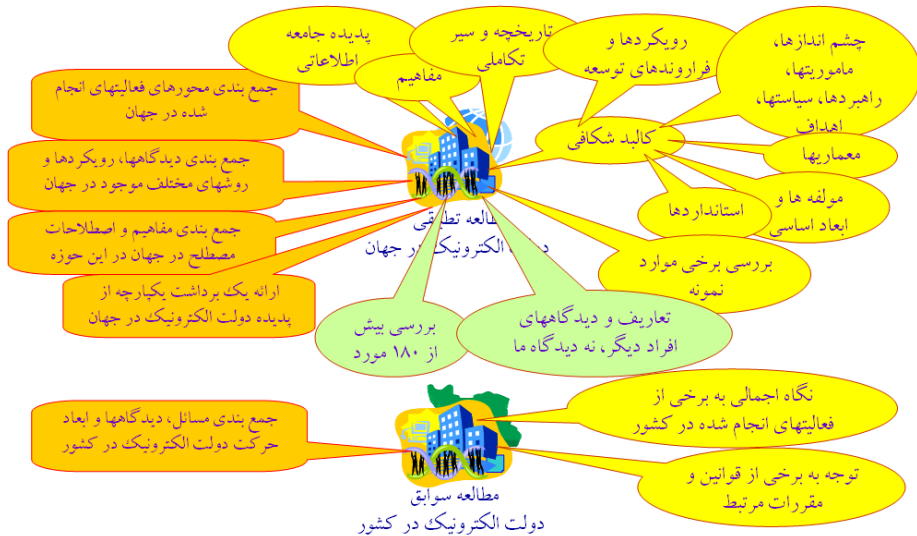 پدیده جامعه
اطلاعاتی
تاریخچه و سیر
تکاملی
مفاهیم
رویکردها و
فراروندهای توسعه
چشم اندازها،
ماموریتها،
راهبردها، سیاستها،
اهداف
کالبد شکافی
معماریها
مولفه ها و
ابعاد اساسی
استانداردها
بررسی برخی موارد
نمونه
جمع بندی محورهای فعالیتهای انجام
شده در جهان
جمع بندی دیدگاهها، رویکردها و
روشهای مختلف موجود در جهان
جمع بندی مفاهیم و اصطلاحات
مصطلح در جهان در این حوزه
ارائه یک برداشت یکپارچه از
پدیده دولت الکترونیک در جهان
الکترونیک در جهان
تعاریف و دیدگاههای
افراد دیگر، نه دیدگاه ما
بررسی بیش
از ۱۸۰ مورد
نگاه اجمالی به برخی از
فعالیتهای انجام شده در کشور
توجه به برخی از قوانین و
مقررات مرتبط
جمع بندی مسائل، دیدگاهها و ابعاد
حرکت دولت الکترونیک در کشور
مطالعه سوابق
دولت الکترونیک در کشور